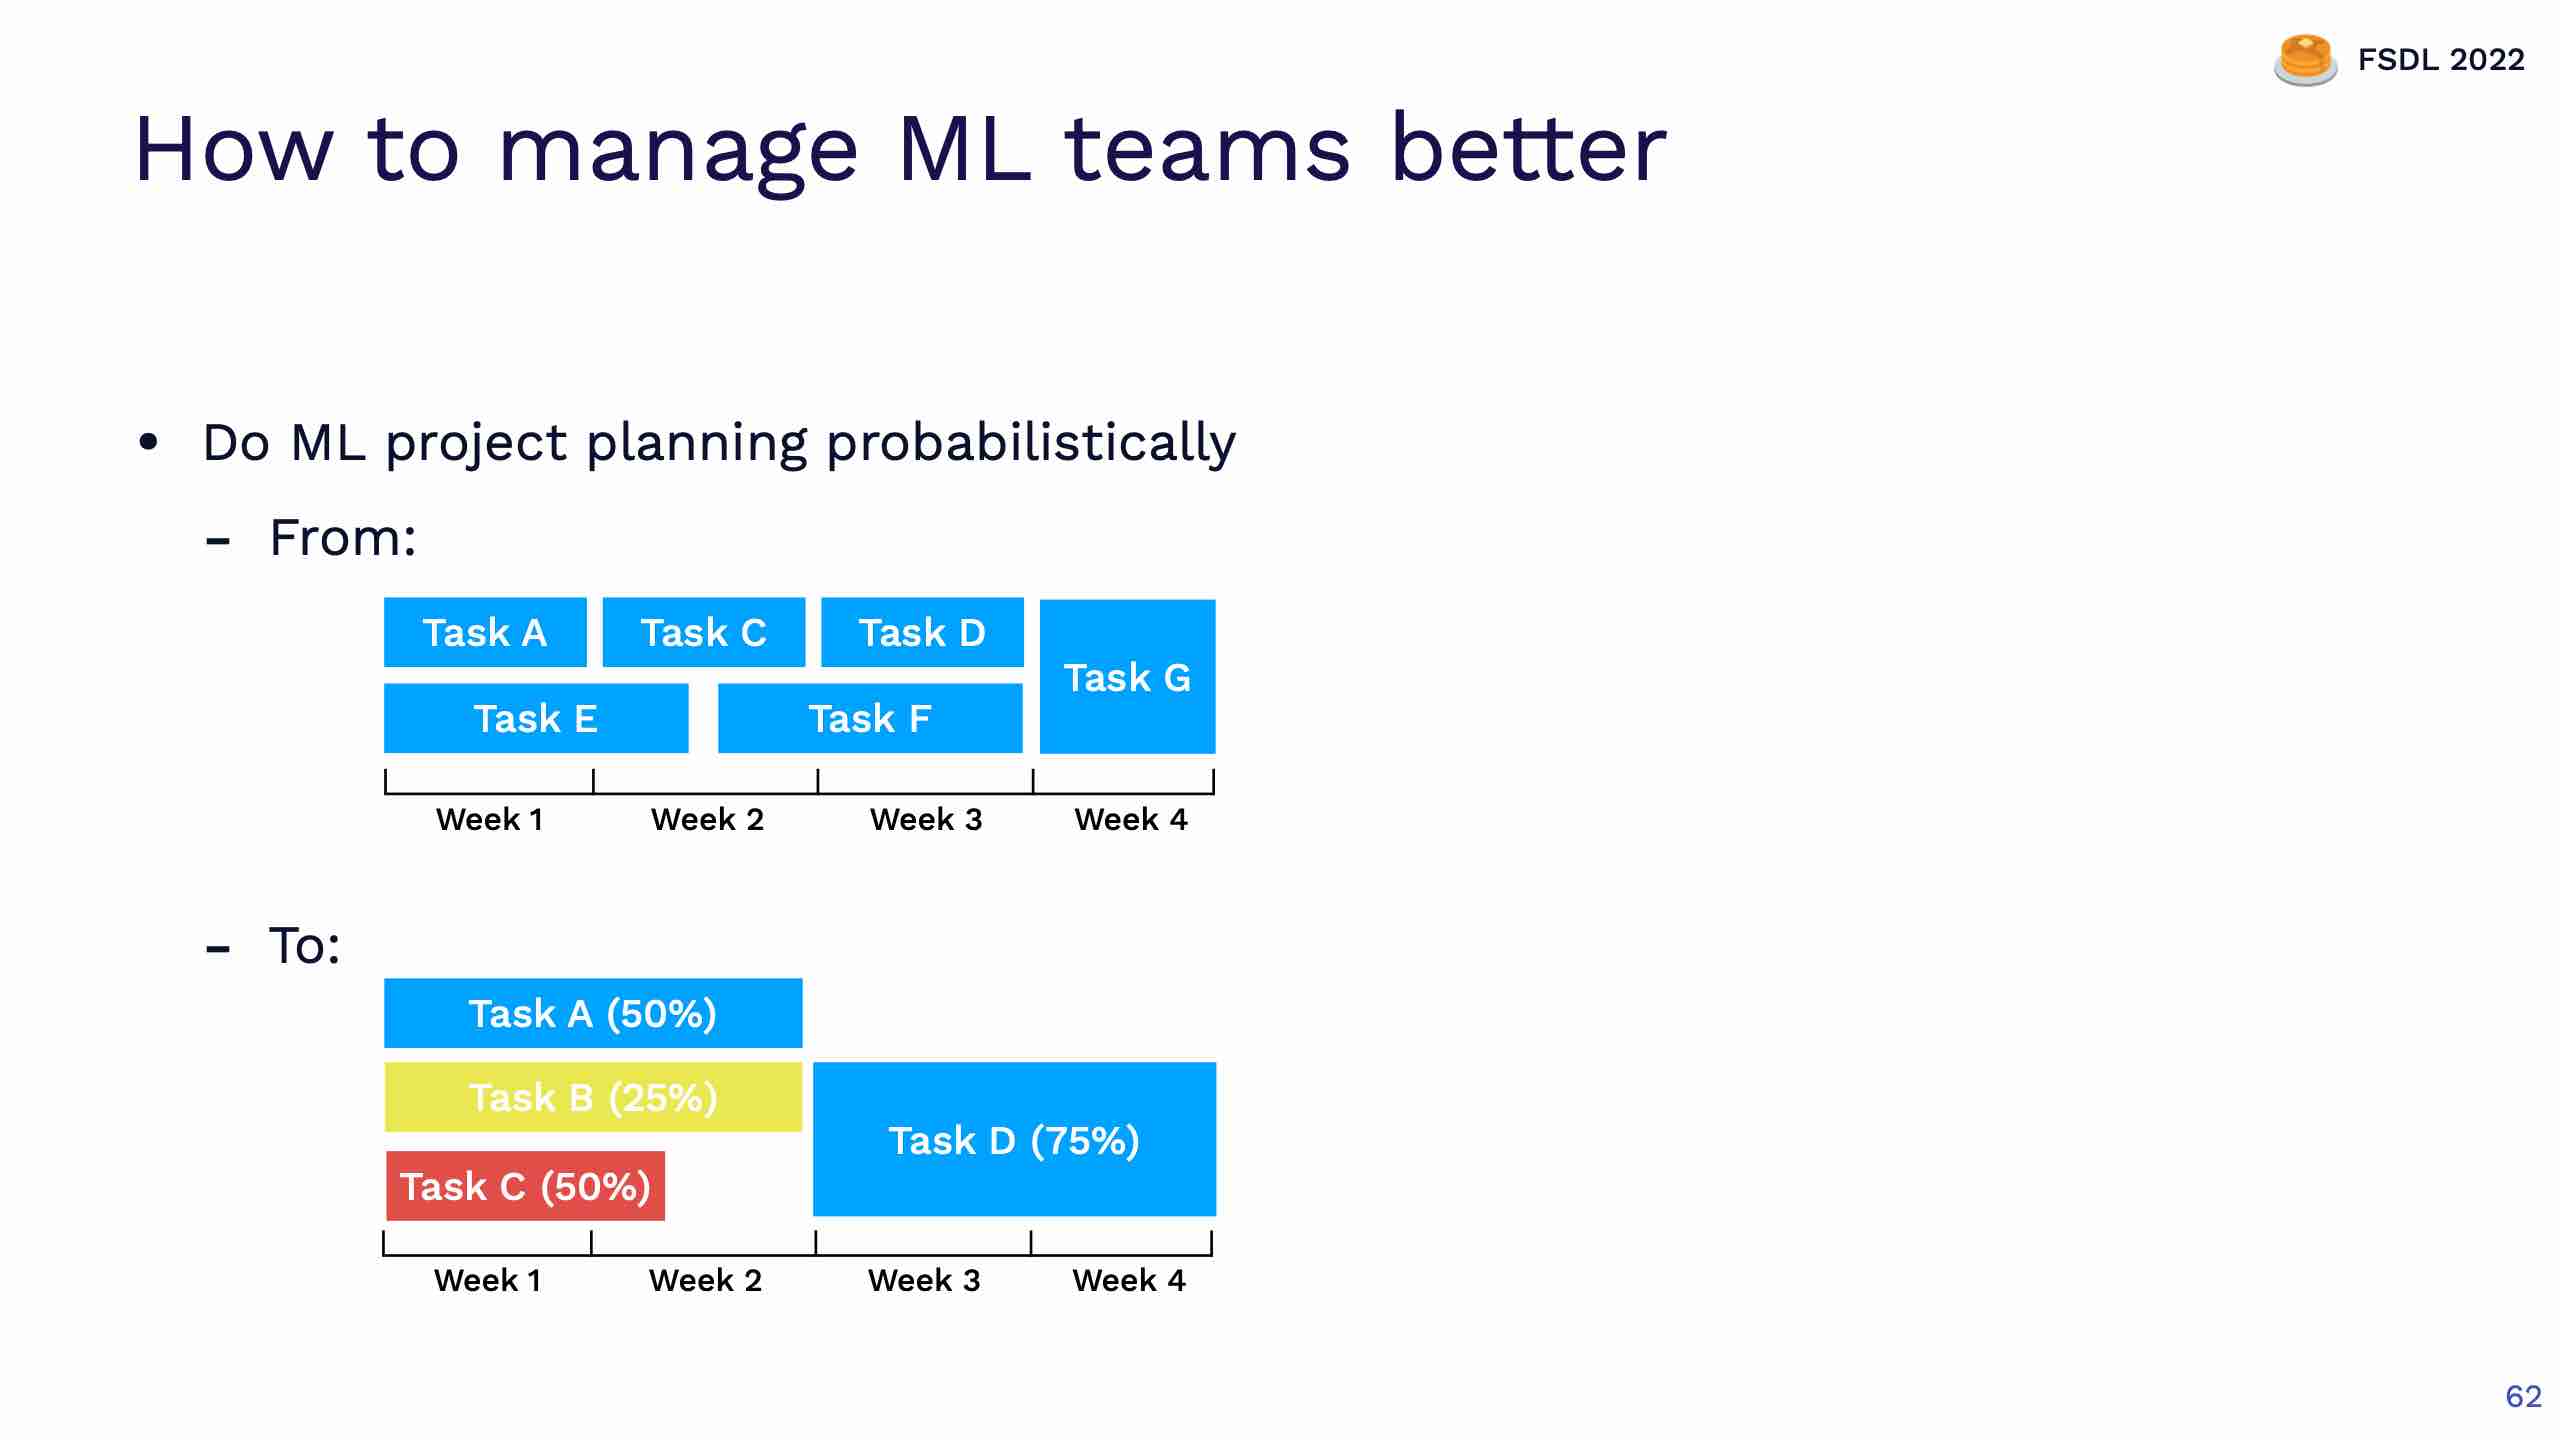 FSDL 2022
How to manage ML teams better
• Do ML project planning probabilistically
– From:
Task A Task C Task D Task G
Task E Task F
Week 1 Week 2 Week 3 Week 4
– To:
Task A (50%)
Task B (25%)
Task D (75%)
Task C (50%)
Week 1 Week 2 Week 3 Week 4
62